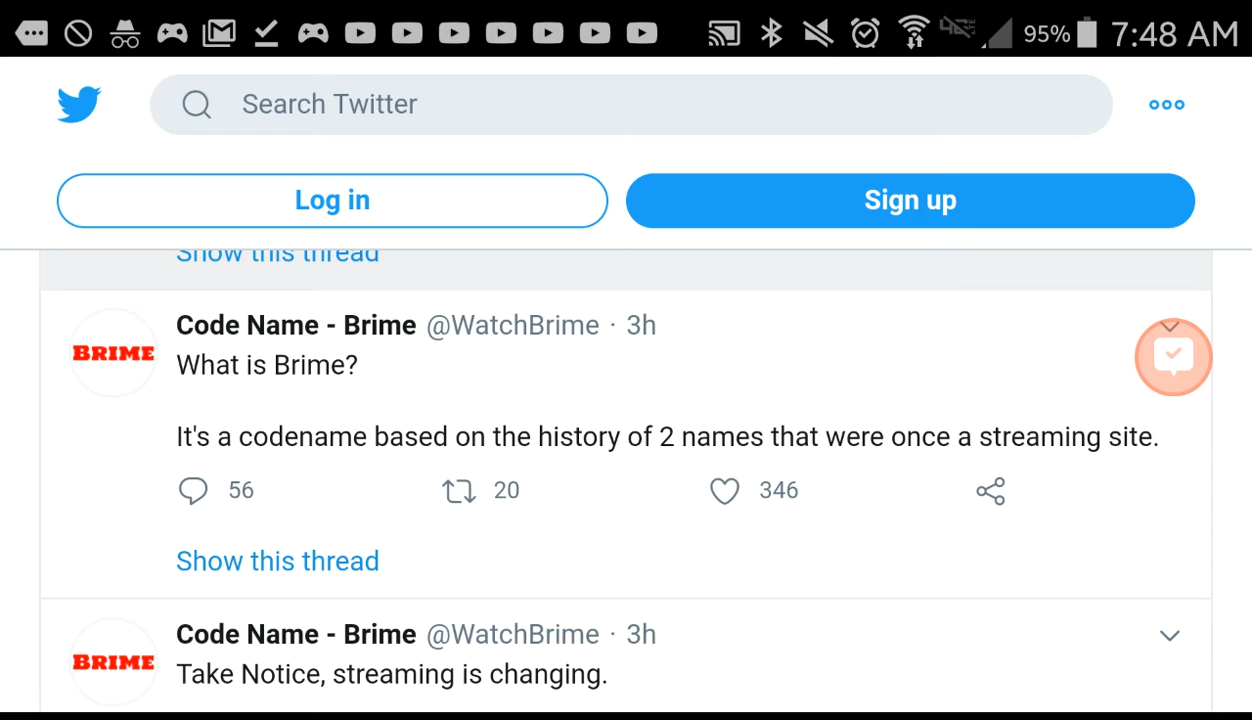 95% 7:48 AM
Search Twitter
Log in
Sign up
Show this thread
Code Name - Brime @WatchBrime · 3h
BRIME
What is Brime?
It's a codename based on the history of 2 names that were once a streaming site.
56 20 346
Show this thread
Code Name - Brime @WatchBrime · 3h
BRIME
Take Notice, streaming is changing.